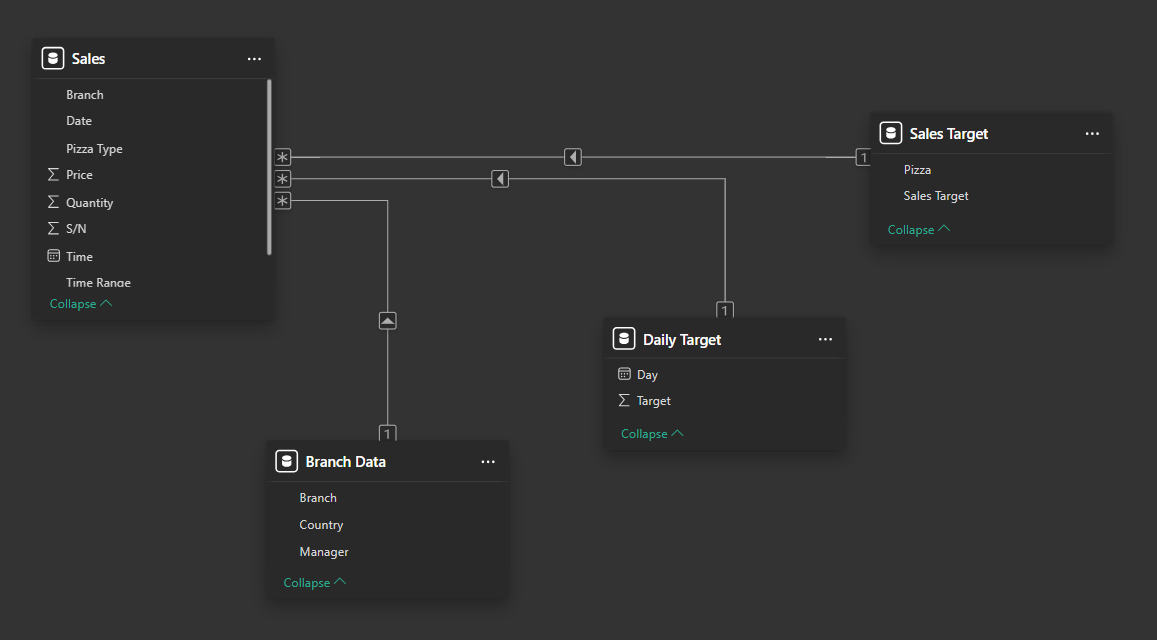 Sales
Branch
Date
Pizza Type
Price
Quantity
S/N
Time
Time Range
Collapse
*
*
*
1
Sales Target
Pizza
Sales Target
Collapse
1
Daily Target
Day
Target
Collapse
1
Branch Data
Branch
Country
Manager
Collapse